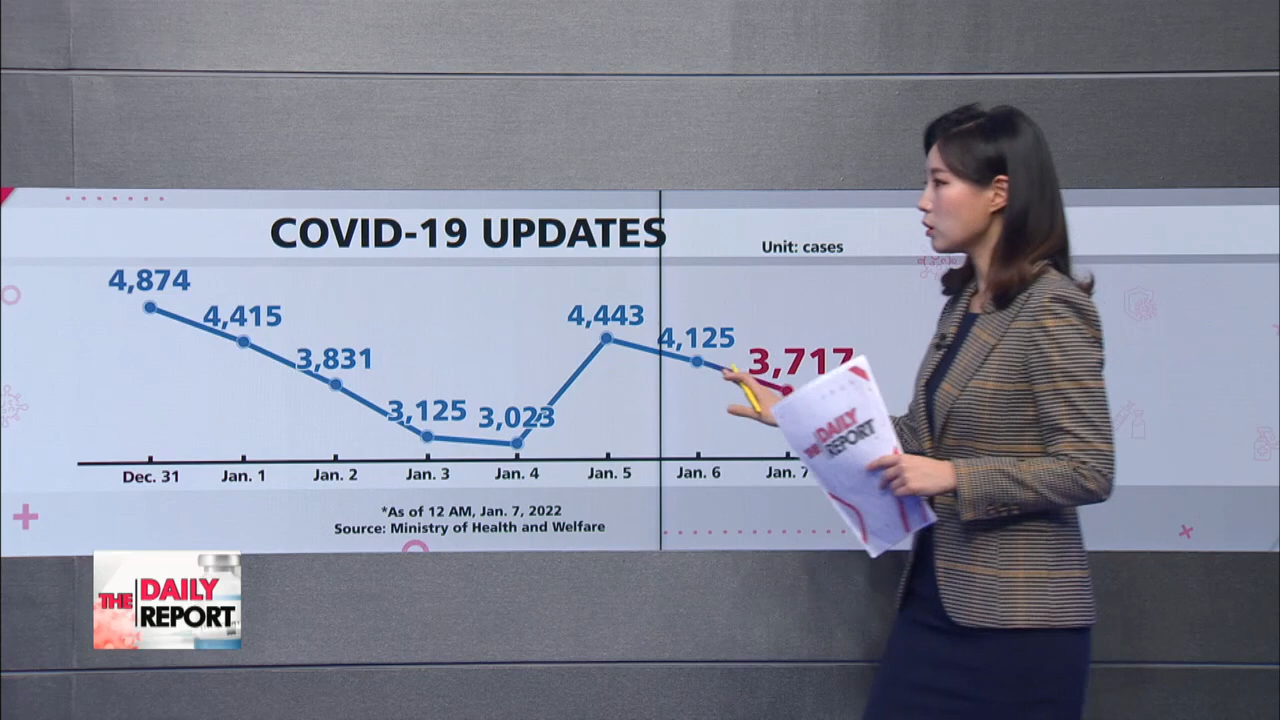 COVID-19 UPDATES
Unit: cases
4,874
4,415
3,831
3,125
3,023
4,443
4,125
3,717
Dec. 31
Jan. 1
Jan. 2
Jan. 3
Jan. 4
Jan. 5
Jan. 6
Jan. 7
*As of 12 AM, Jan. 7, 2022
Source: Ministry of Health and Welfare
THE DAILY
REPORT
THE DAILY
REPORT